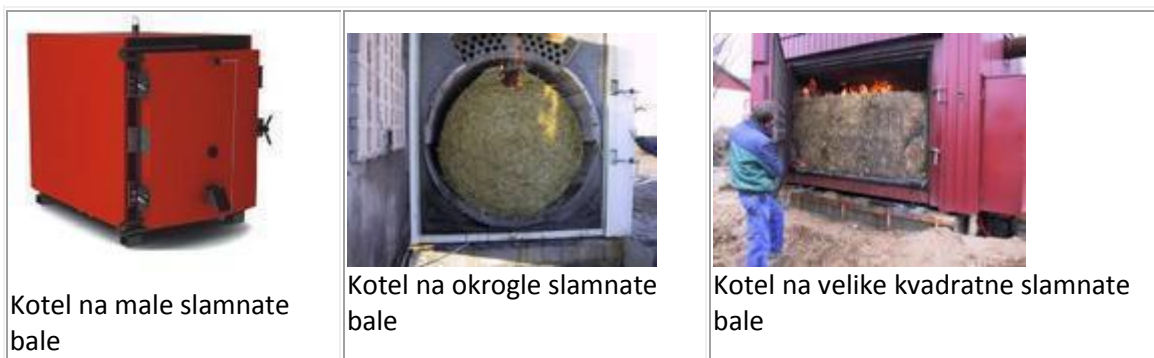 Kotel na male slamnate
bale
Kotel na okrogle slamnate
bale
Kotel na velike kvadratne slamnate
bale